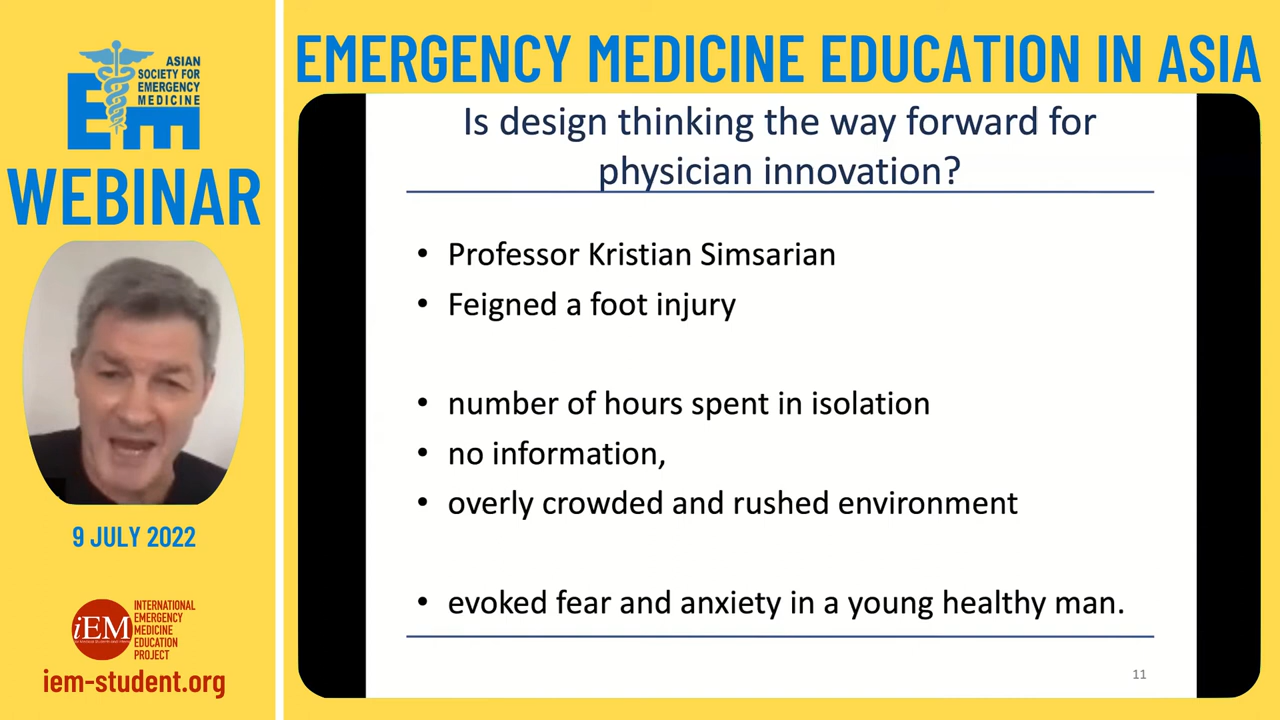 ASIAN
SOCIETY FOR
EMERGENCY
MEDICINE
Em
WEBINAR
9 JULY 2022
iEM
INTERNATIONAL
EMERGENCY
MEDICINE
EDUCATION
PROJECT
iem-student.org
EMERGENCY MEDICINE EDUCATION IN ASIA
Is design thinking the way forward for
physician innovation?
• Professor Kristian Simsarian
• Feigned a foot injury
• number of hours spent in isolation
• no information,
• overly crowded and rushed environment
• evoked fear and anxiety in a young healthy man.
11